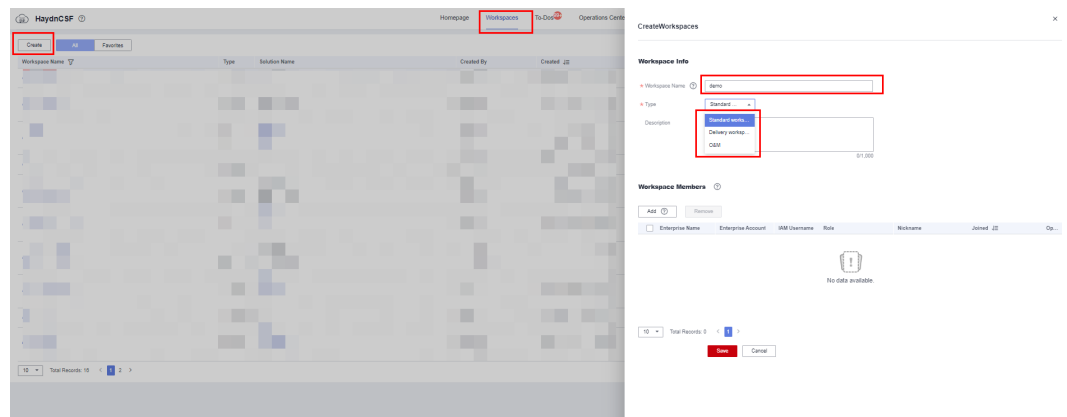 HaydnCSF
Homepage Workspaces To-Dos Operations Cente
Create All Favorites
Workspace Name Type Solution Name Created By Created
10 Total Records: 18 < 1 2 >
CreateWorkspaces
Workspace Info
* Workspace Name demo
* Type Standard ...
Description
Standard works...
Delivery worksp...
O&M
0/1,000
Workspace Members
Add Remove
Enterprise Name Enterprise Account IAM Username Role Nickname Joined Op...
No data available.
10 Total Records: 0 < 1 >
Save Cancel